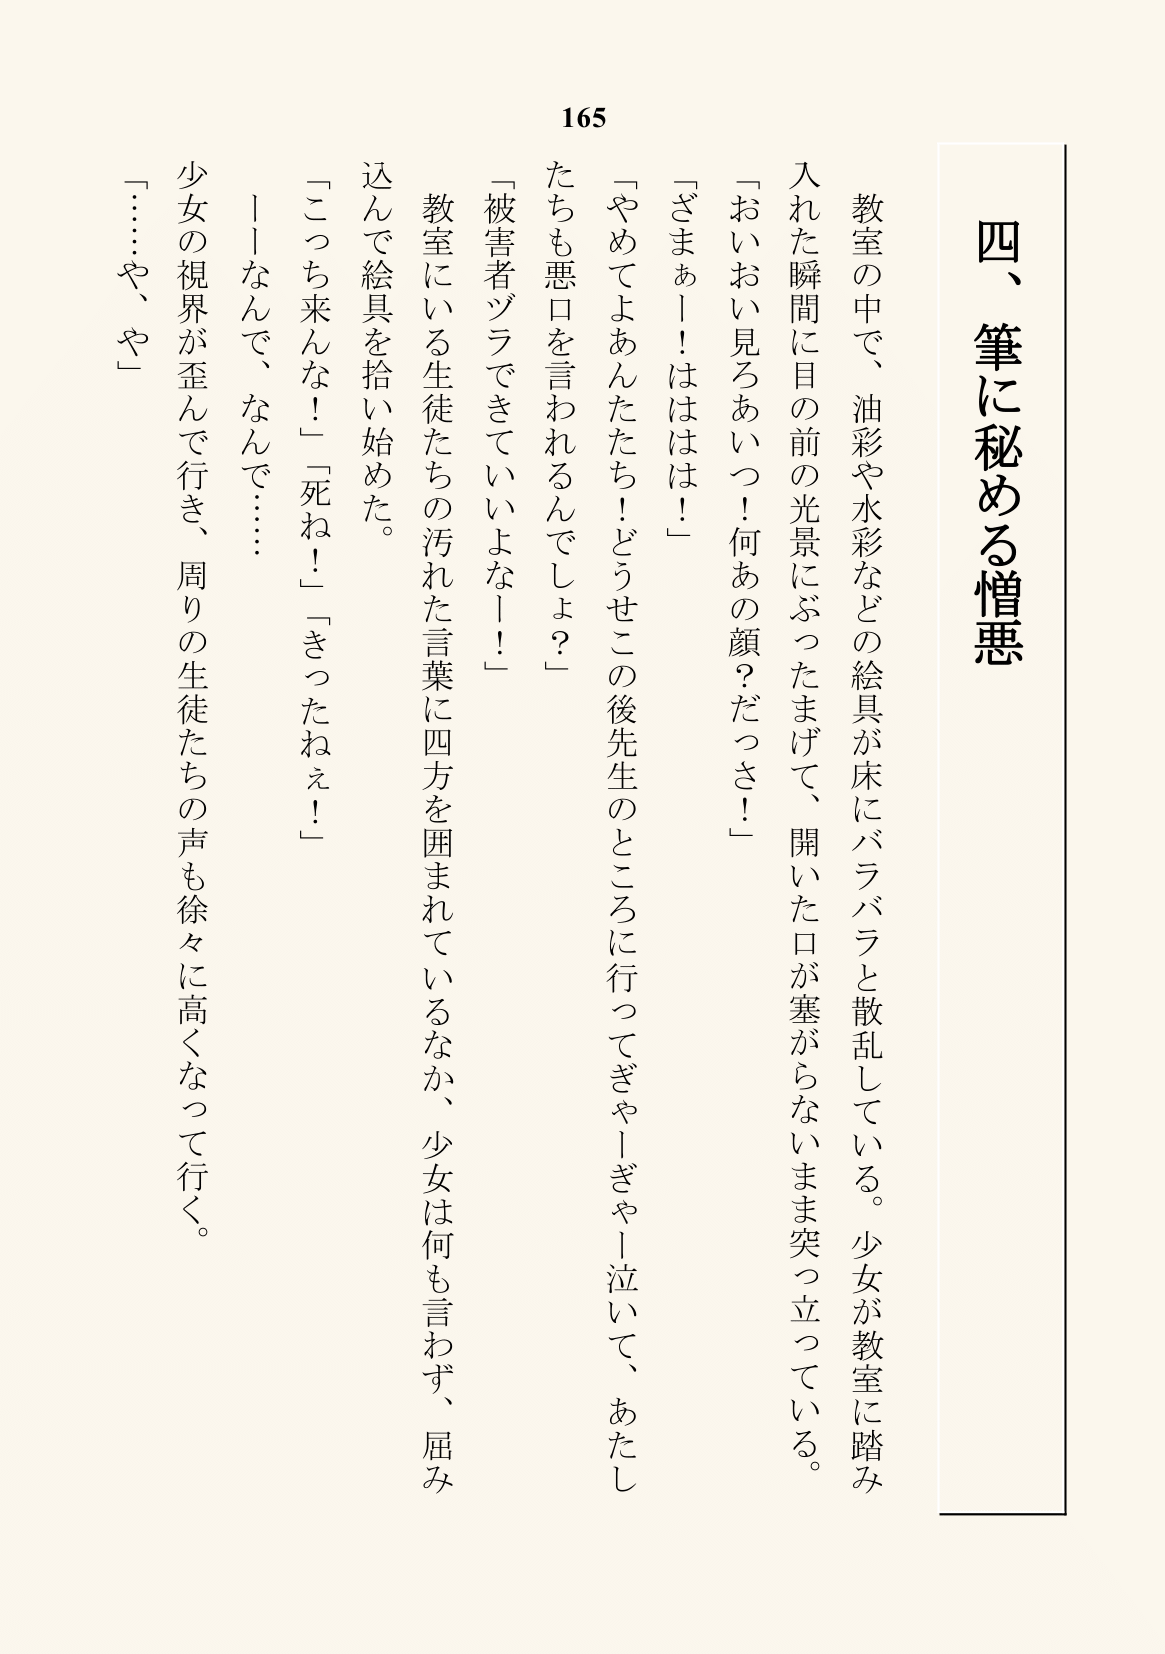 165
四、筆に秘める憎悪
　教室の中で、油彩や水彩などの絵具が床にバラバラと散乱している。少女が教室に踏み
入れた瞬間に目の前の光景にぶったまげて、開いた口が塞がらないまま突っ立っている。
「おいおい見ろあいつ！何あの顔？だっさ！」
「ざまぁー！はははは！」
「やめてよあんたたち！どうせこの後先生のところに行ってぎゃーぎゃー泣いて、あたし
たちも悪口を言われるんでしょ？」
「被害者ヅラできていいよなー！」
　教室にいる生徒たちの汚れた言葉に四方を囲まれているなか、少女は何も言わず、屈み
込んで絵具を拾い始めた。
「こっち来んな！」「死ね！」「きったねぇ！」
　ーーなんで、なんで……
少女の視界が歪んで行き、周りの生徒たちの声も徐々に高くなって行く。
「……や、や」